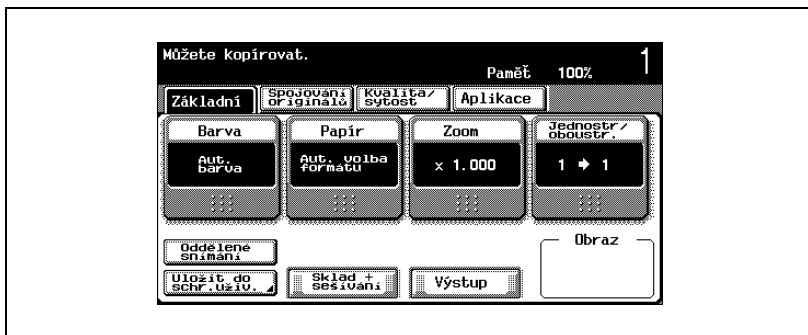 Můžete kopírovat.
Paměť 100% 1
Základní
Spojování
originálů
Kvalita/
sytost
Aplikace
Barva
Papír
Zoom
Jednostr/
oboustr.
Aut.
barva
Aut. volba
formátu
x 1.000
1 → 1
Oddělené
snímání
Obraz
Uložit do
schr.uživ.
Sklad +
sešívání
Výstup